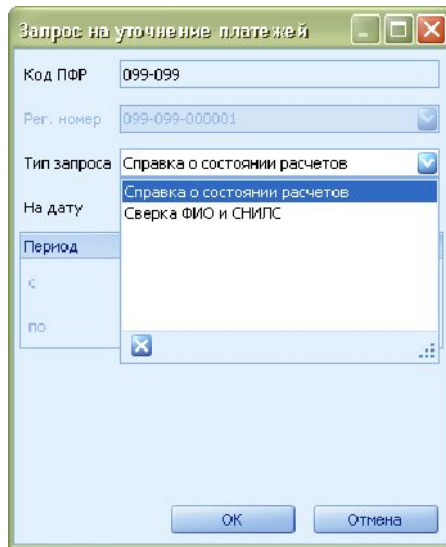 Запрос на уточнение платежей
Код ПФР 099-099
Рег. номер 099-099-000001
Тип запроса Справка о состоянии расчетов
Справка о состоянии расчетов
На дату Сверка ФИО и СНИЛС
Период
с
по
ОК Отмена